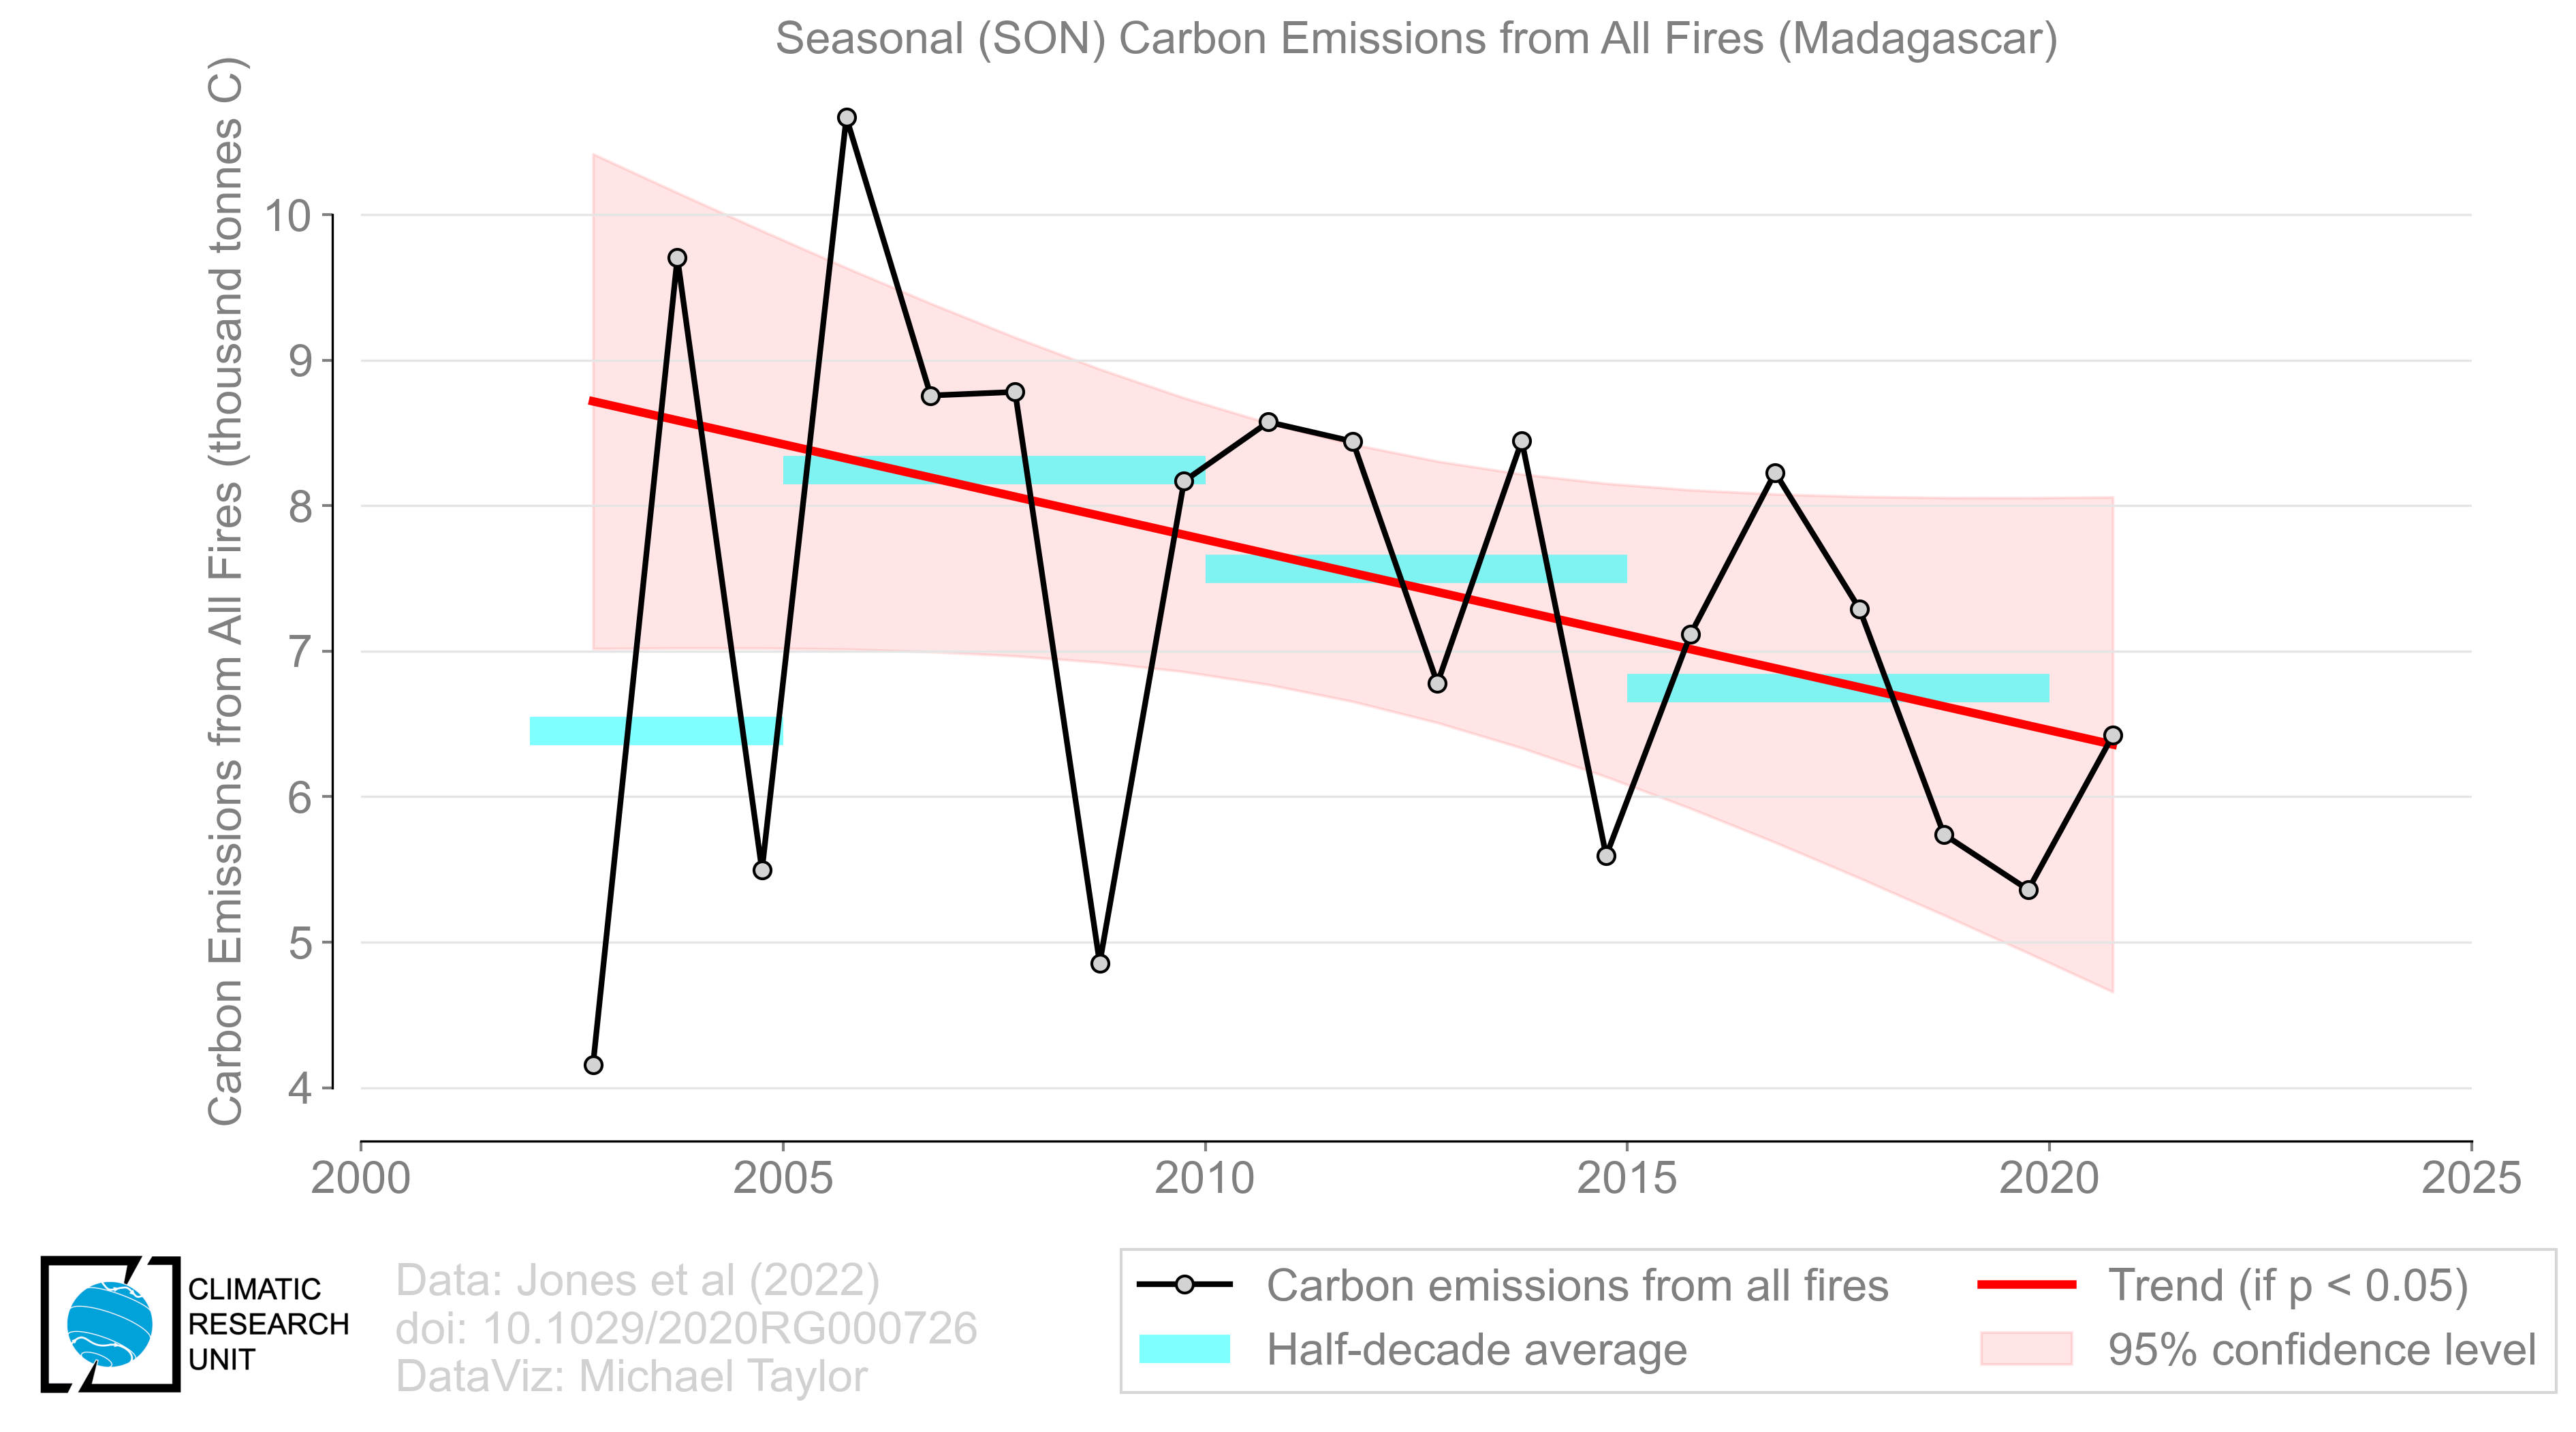 Seasonal (SON) Carbon Emissions from All Fires (Madagascar)
Carbon Emissions from All Fires (thousand tonnes C)
10
9
8
7
6
5
4
2000 2005 2010 2015 2020 2025
CLIMATIC
RESEARCH
UNIT
Data: Jones et al (2022)
doi: 10.1029/2020RG000726
DataViz: Michael Taylor
Carbon emissions from all fires
Half-decade average
Trend (if p < 0.05)
95% confidence level